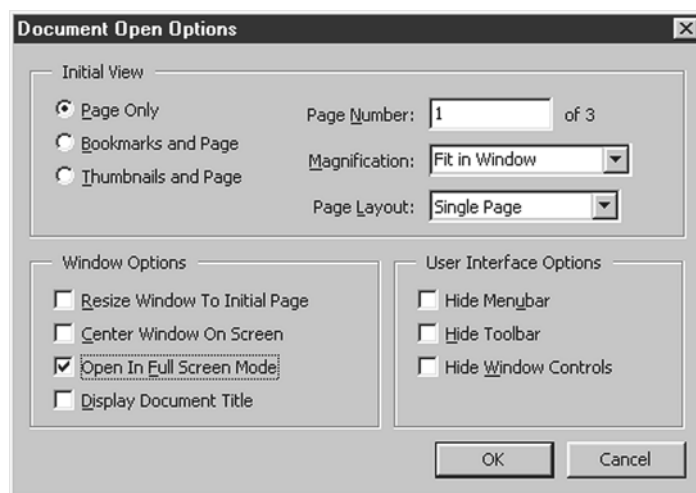 Document Open Options
Initial View
Page Only
Bookmarks and Page
Thumbnails and Page
Page Number: 1 of 3
Magnification: Fit in Window
Page Layout: Single Page
Window Options
Resize Window To Initial Page
Center Window On Screen
Open In Full Screen Mode
Display Document Title
User Interface Options
Hide Menubar
Hide Toolbar
Hide Window Controls
OK Cancel